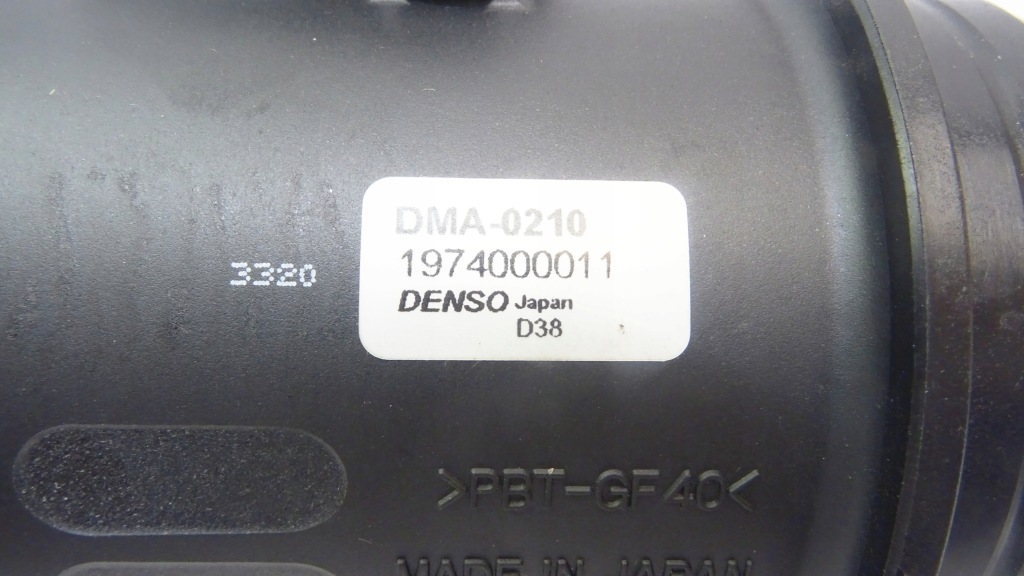 DMA-0210
1974000011
3320
DENSO Japan
D38
>PBT-GF40<
MADE IN JAPAN